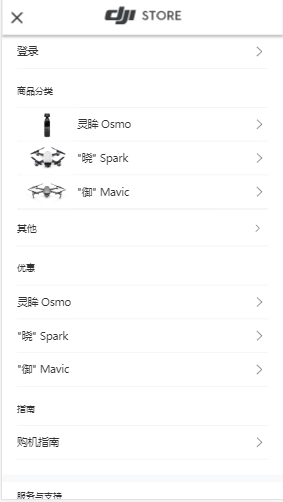 dji STORE
登录
商品分类
灵眸 Osmo
"晓" Spark
"御" Mavic
其他
优惠
灵眸 Osmo
"晓" Spark
"御" Mavic
指南
购机指南
服务与支持